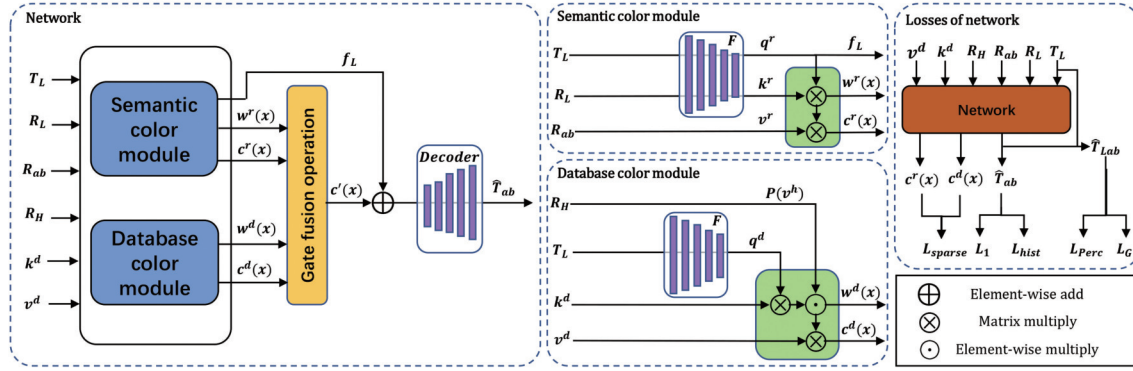 Network
T_L
R_L
R_ab
R_H
k^d
v^d
Semantic
color
module
Database
color
module
f_L
w^r(x)
c^r(x)
w^d(x)
c^d(x)
Gate fusion operation
c'(x)
Decoder
T̂_ab
Semantic color module
T_L
R_L
R_ab
F
q^r
k^r
v^r
f_L
w^r(x)
c^r(x)
Database color module
R_H
T_L
k^d
v^d
F
q^d
P(v^h)
w^d(x)
c^d(x)
Losses of network
v^d k^d R_H R_ab R_L T_L
Network
T̂_Lab
c^r(x) c^d(x) T̂_ab
L_sparse L_1 L_hist L_Perc L_G
Element-wise add
Matrix multiply
Element-wise multiply